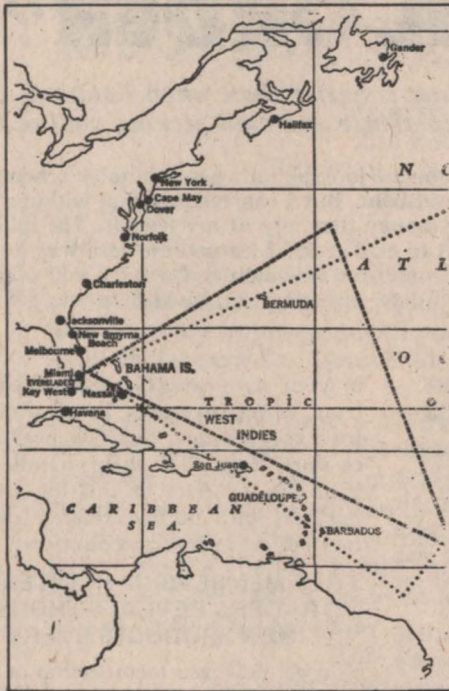 Gander
Halifax
N
New York
Cape May
Dover
Norfolk
A T L
Charleston
BERMUDA
Jacksonville
New Smyrna
Beach
O
Melbourne
BAHAMA IS.
Miami
EVERGLADES
Key West
Nassau
TROPIC O
Havana
WEST
INDIES
San Juan
GUADELOUPE
CARIBBEAN
SEA.
BARBADOS